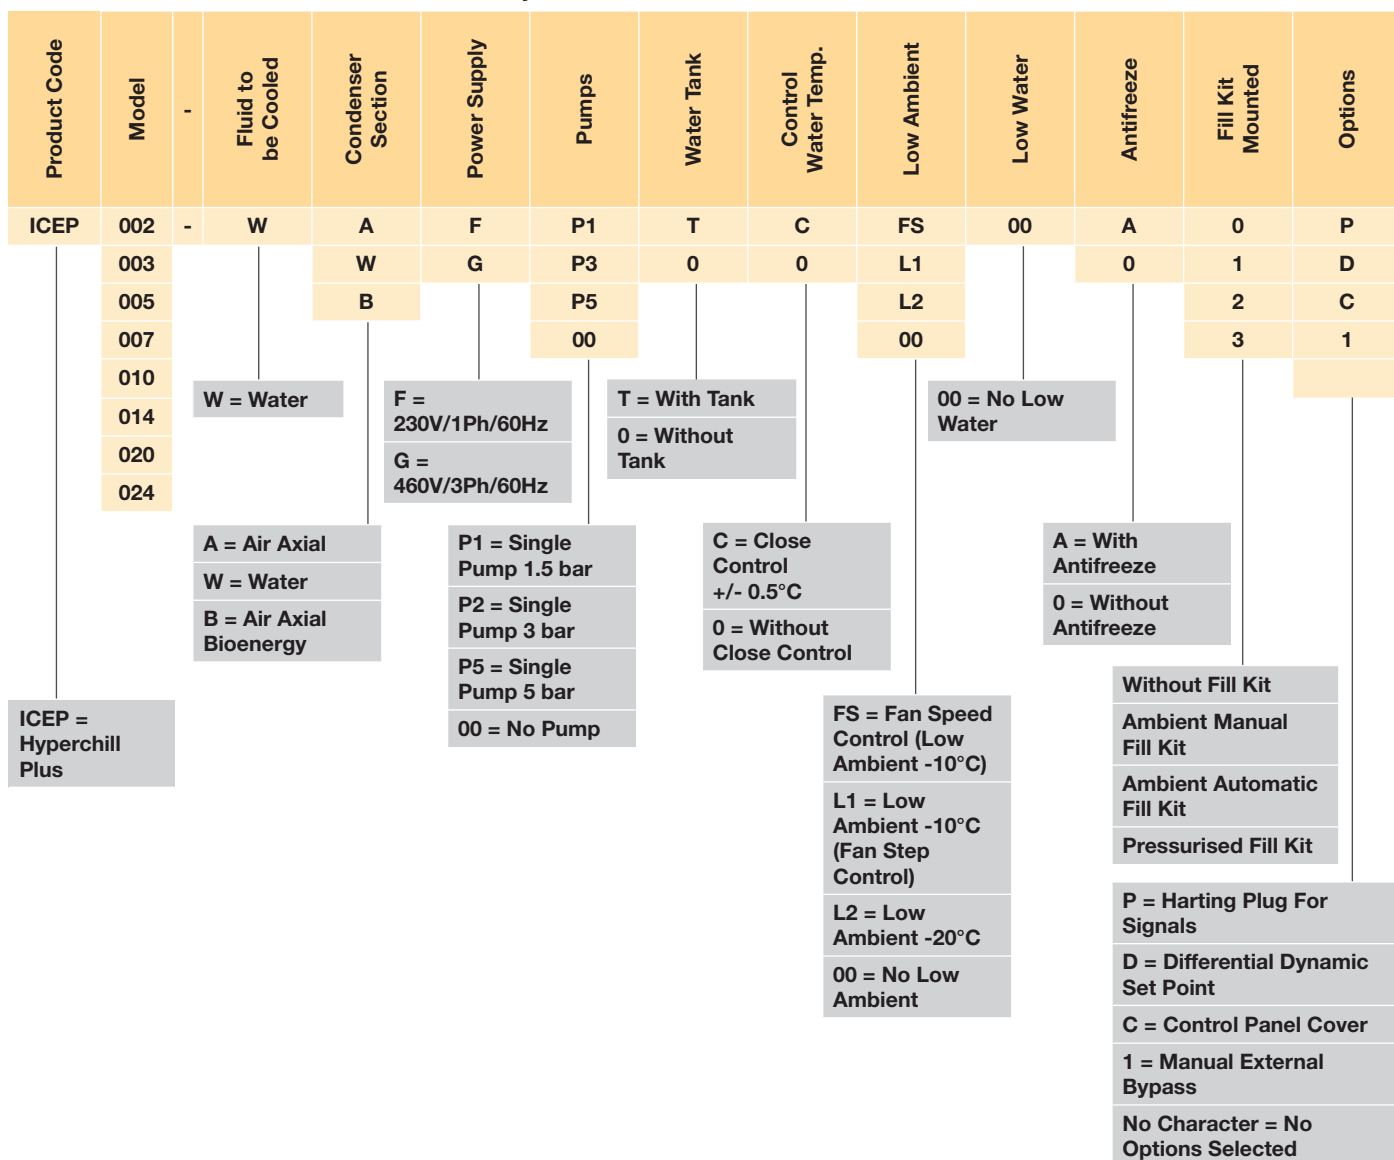 Product Code
Model
-
Fluid to
be Cooled
Condenser
Section
Power Supply
Pumps
Water Tank
Control
Water Temp.
Low Ambient
Low Water
Antifreeze
Fill Kit
Mounted
Options
ICEP 002 - W A F P1 T C FS 00 A 0 P
003 W G P3 0 0 L1 0 1 D
005 B P5 L2 2 C
007 00 00 3 1
010
014
020
024
W = Water
F =
230V/1Ph/60Hz
G =
460V/3Ph/60Hz
T = With Tank
0 = Without
Tank
00 = No Low
Water
A = Air Axial
W = Water
B = Air Axial
Bioenergy
P1 = Single
Pump 1.5 bar
P2 = Single
Pump 3 bar
P5 = Single
Pump 5 bar
00 = No Pump
C = Close
Control
+/- 0.5°C
0 = Without
Close Control
A = With
Antifreeze
0 = Without
Antifreeze
ICEP =
Hyperchill
Plus
FS = Fan Speed
Control (Low
Ambient -10°C)
L1 = Low
Ambient -10°C
(Fan Step
Control)
L2 = Low
Ambient -20°C
00 = No Low
Ambient
Without Fill Kit
Ambient Manual
Fill Kit
Ambient Automatic
Fill Kit
Pressurised Fill Kit
P = Harting Plug For
Signals
D = Differential Dynamic
Set Point
C = Control Panel Cover
1 = Manual External
Bypass
No Character = No
Options Selected